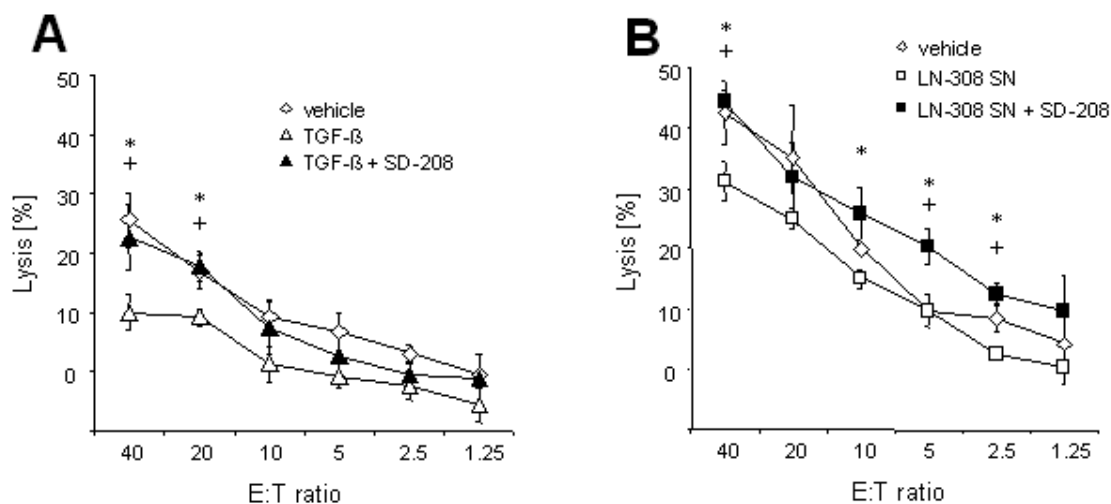 A
vehicle
TGF-ß
TGF-ß + SD-208
50
40
30
20
10
0
Lysis [%]
*
+
*
+
40 20 10 5 2.5 1.25
E:T ratio
B
vehicle
LN-308 SN
LN-308 SN + SD-208
50
40
30
20
10
0
Lysis [%]
*
+
*
*
+
*
+
40 20 10 5 2.5 1.25
E:T ratio